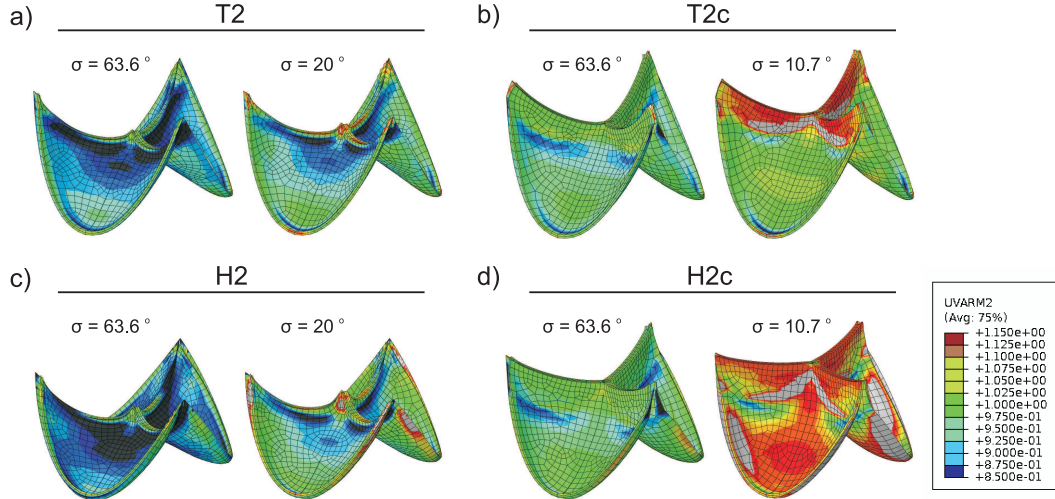 a) T2
σ = 63.6 ° σ = 20 °
b) T2c
σ = 63.6 ° σ = 10.7 °
c) H2
σ = 63.6 ° σ = 20 °
d) H2c
σ = 63.6 ° σ = 10.7 °
UVARM2
(Avg: 75%)
+1.150e+00
+1.125e+00
+1.100e+00
+1.075e+00
+1.050e+00
+1.025e+00
+1.000e+00
+9.750e-01
+9.500e-01
+9.250e-01
+9.000e-01
+8.750e-01
+8.500e-01